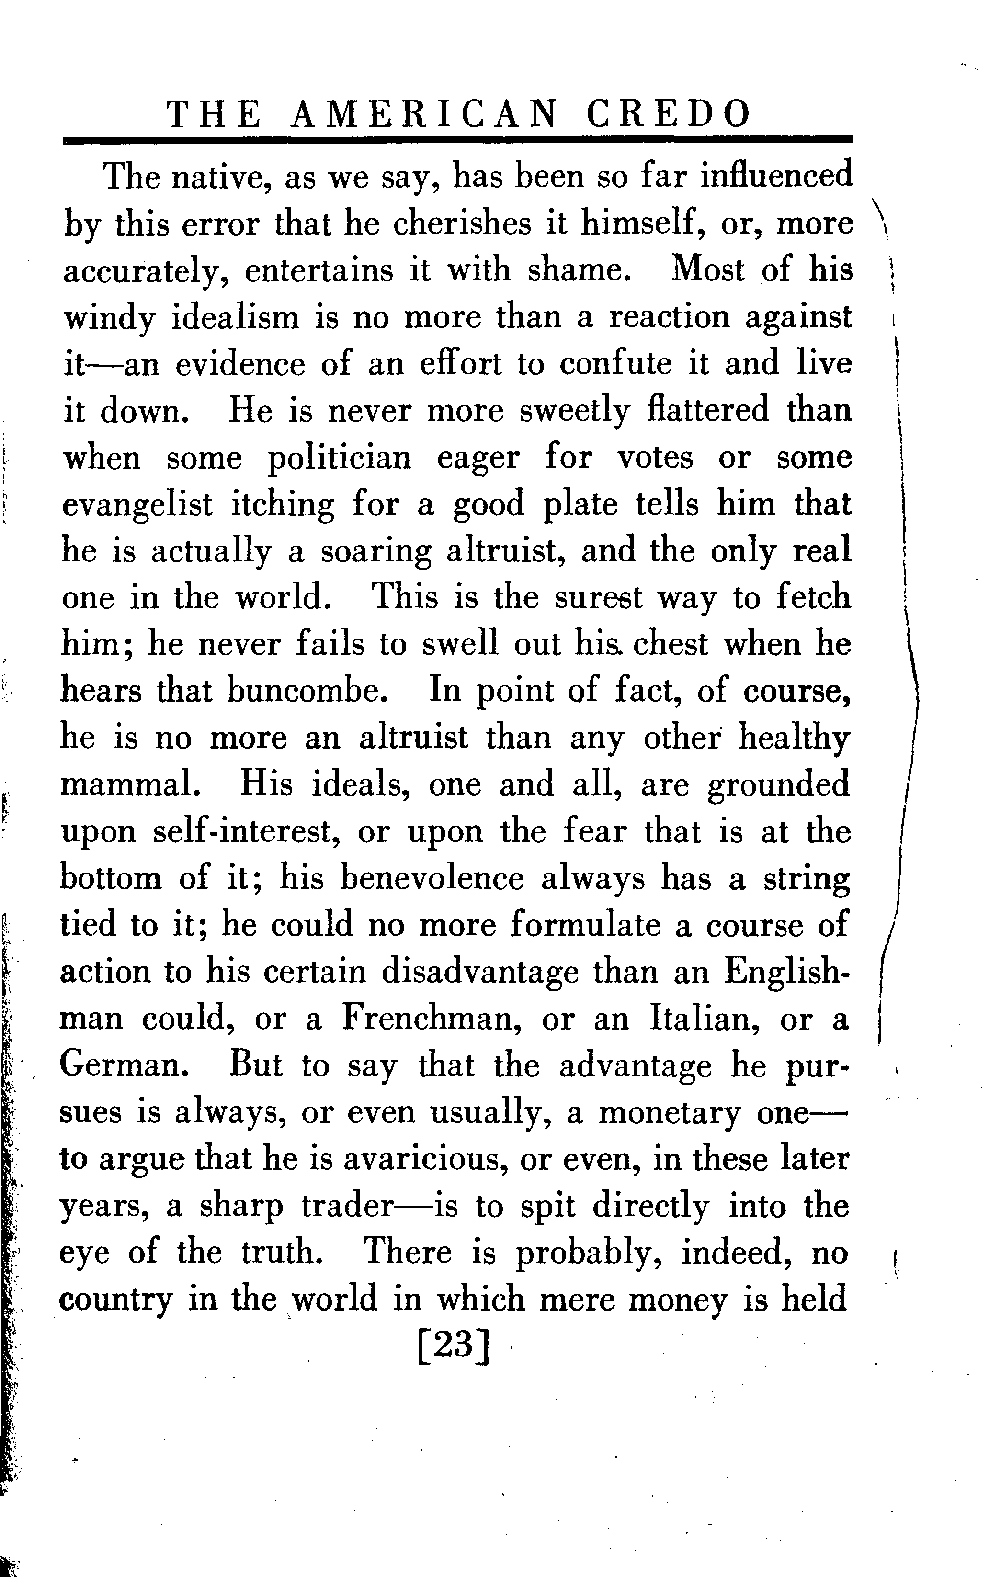 THE AMERICAN CREDO
The native, as we say, has been so far influenced
by this error that he cherishes it himself, or, more
accurately, entertains it with shame. Most of his
windy idealism is no more than a reaction against
it—an evidence of an effort to confute it and live
it down. He is never more sweetly flattered than
when some politician eager for votes or some
evangelist itching for a good plate tells him that
he is actually a soaring altruist, and the only real
one in the world. This is the surest way to fetch
him; he never fails to swell out his chest when he
hears that buncombe. In point of fact, of course,
he is no more an altruist than any other healthy
mammal. His ideals, one and all, are grounded
upon self-interest, or upon the fear that is at the
bottom of it; his benevolence always has a string
tied to it; he could no more formulate a course of
action to his certain disadvantage than an English-
man could, or a Frenchman, or an Italian, or a
German. But to say that the advantage he pur-
sues is always, or even usually, a monetary one—
to argue that he is avaricious, or even, in these later
years, a sharp trader—is to spit directly into the
eye of the truth. There is probably, indeed, no
country in the world in which mere money is held
[23]